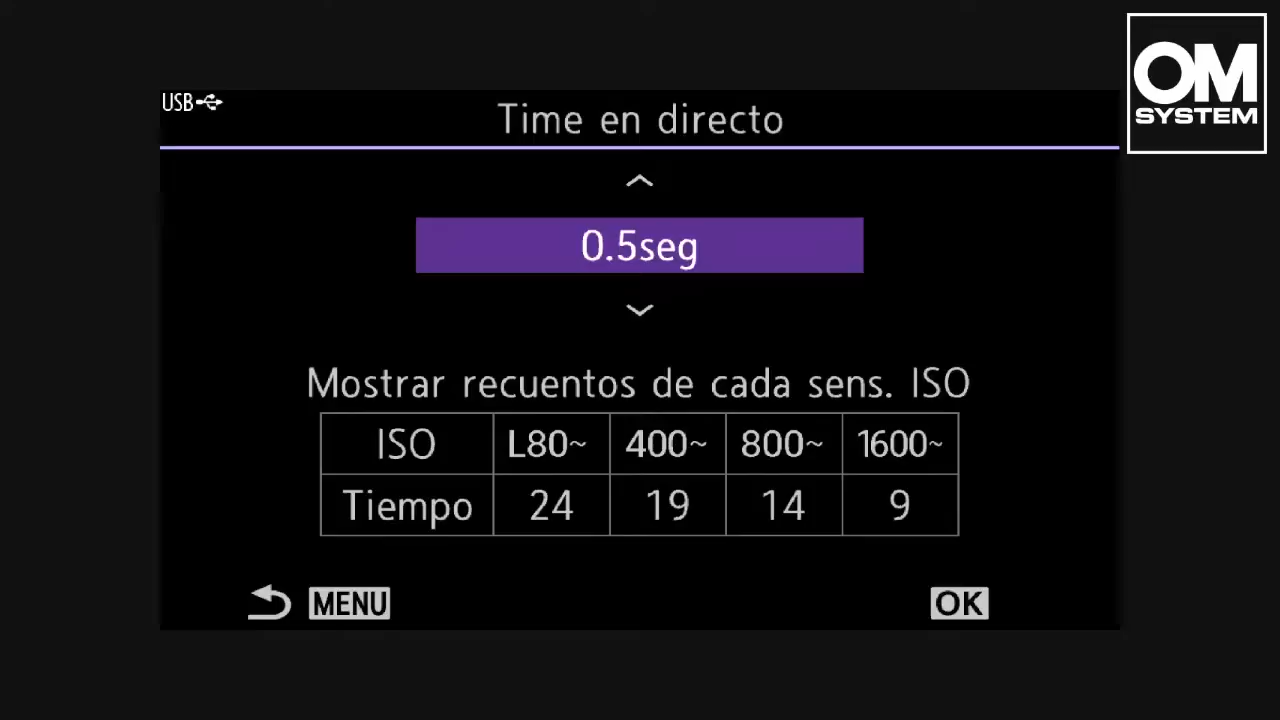 OM
SYSTEM
USB
Time en directo
0.5seg
Mostrar recuentos de cada sens. ISO
ISO L80~ 400~ 800~ 1600~
Tiempo 24 19 14 9
MENU OK